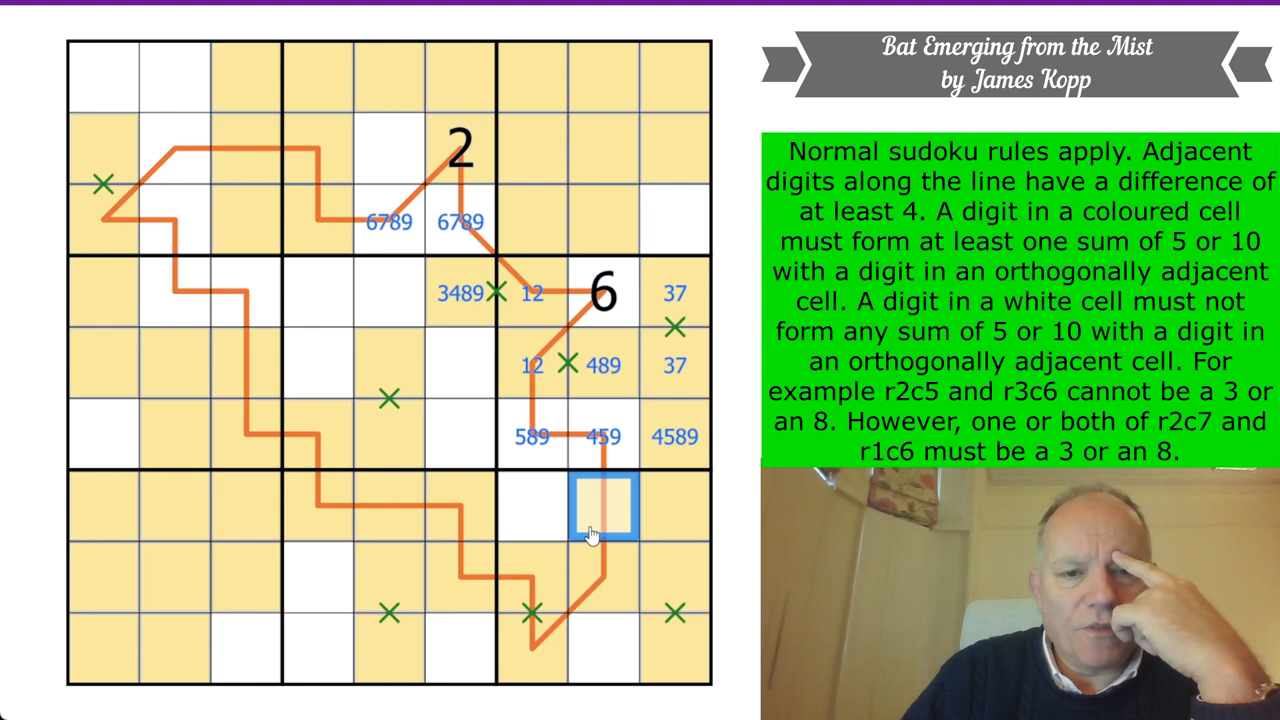 Bat Emerging from the Mist
by James Kopp
Normal sudoku rules apply. Adjacent
digits along the line have a difference of
at least 4. A digit in a coloured cell
must form at least one sum of 5 or 10
with a digit in an orthogonally adjacent
cell. A digit in a white cell must not
form any sum of 5 or 10 with a digit in
an orthogonally adjacent cell. For
example r2c5 and r3c6 cannot be a 3 or
an 8. However, one or both of r2c7 and
r1c6 must be a 3 or an 8.
2
6789 6789
3489 12 6 37
12 489 37
589 459 4589